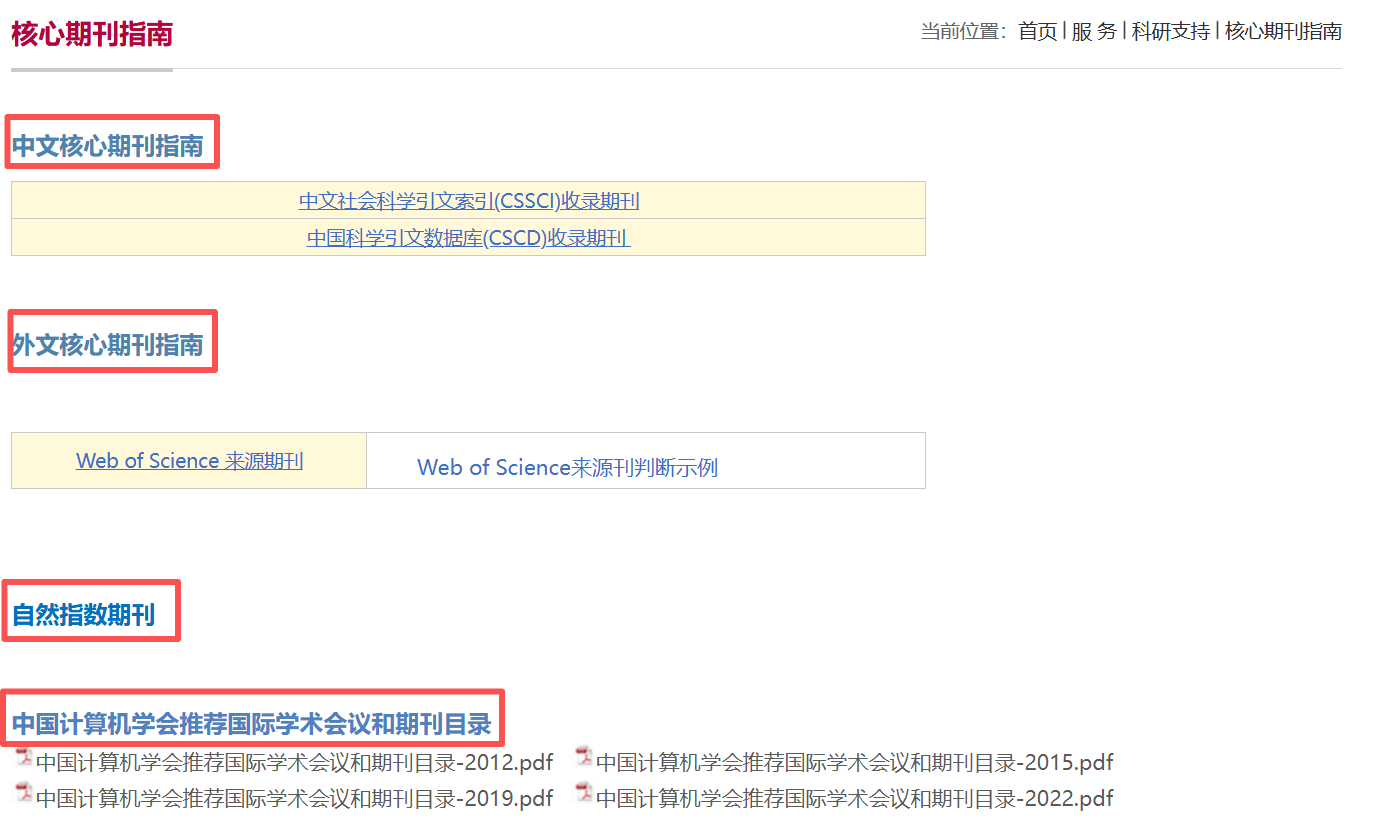 核心期刊指南 当前位置: 首页 | 服 务 | 科研支持 | 核心期刊指南
中文核心期刊指南
中文社会科学引文索引(CSSCI)收录期刊
中国科学引文数据库(CSCD)收录期刊
外文核心期刊指南
Web of Science 来源期刊 Web of Science来源刊判断示例
自然指数期刊
中国计算机学会推荐国际学术会议和期刊目录
中国计算机学会推荐国际学术会议和期刊目录-2012.pdf 中国计算机学会推荐国际学术会议和期刊目录-2015.pdf
中国计算机学会推荐国际学术会议和期刊目录-2019.pdf 中国计算机学会推荐国际学术会议和期刊目录-2022.pdf